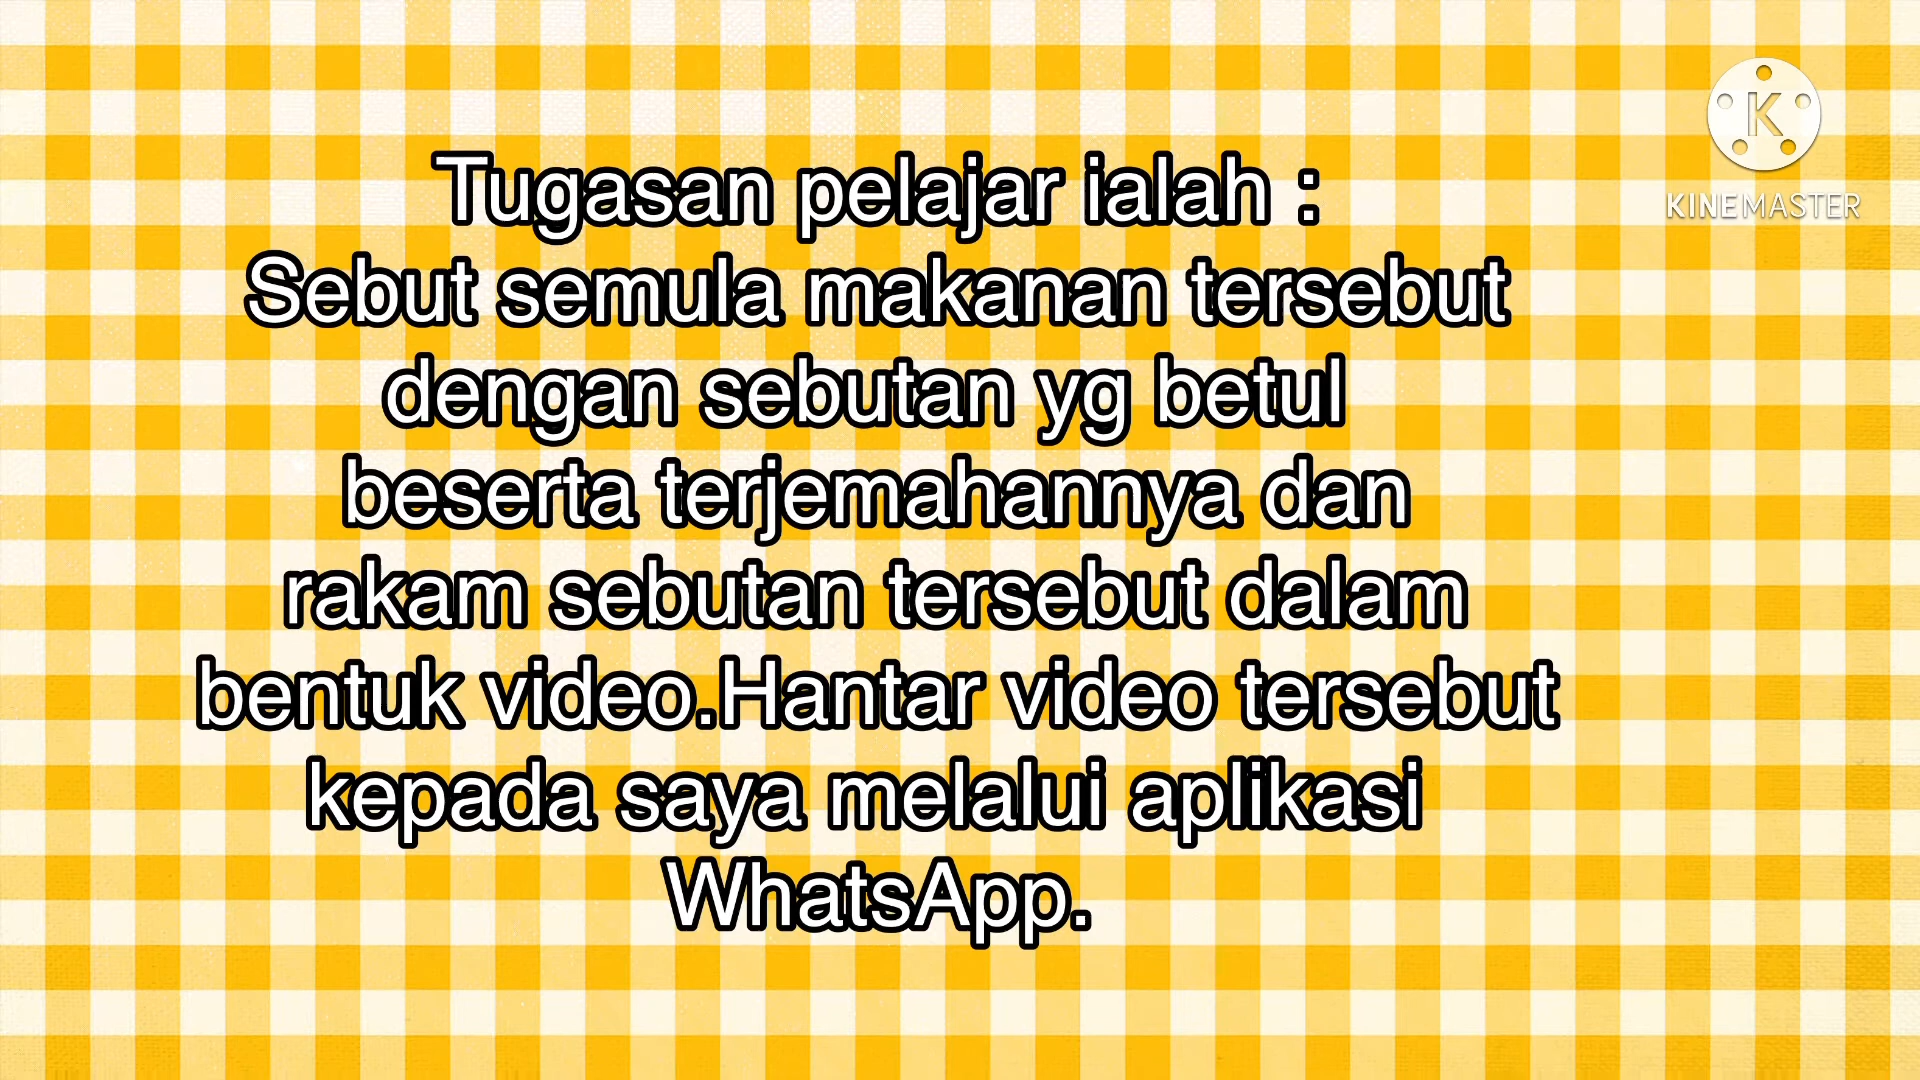 Tugasan pelajar ialah :
Sebut semula makanan tersebut
dengan sebutan yg betul
beserta terjemahannya dan
rakam sebutan tersebut dalam
bentuk video.Hantar video tersebut
kepada saya melalui aplikasi
WhatsApp.
K
KINEMASTER